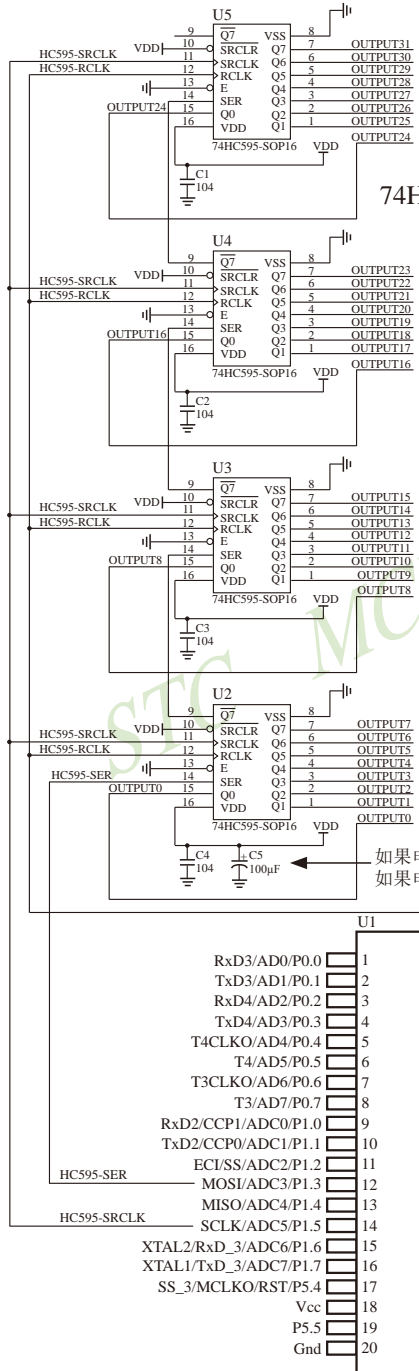 U5
9 Q7 VSS 8
VDD 10 SRCLR Q7 7 OUTPUT31
HC595-SRCLK 11 SRCLK Q6 6 OUTPUT30
HC595-RCLK 12 RCLK Q5 5 OUTPUT29
13 E Q4 4 OUTPUT28
14 SER Q3 3 OUTPUT27
OUTPUT24 15 Q0 Q2 2 OUTPUT26
16 VDD Q1 1 OUTPUT25
74HC595-SOP16 VDD OUTPUT24
C1
104
74H
U4
9 Q7 VSS 8
VDD 10 SRCLR Q7 7 OUTPUT23
HC595-SRCLK 11 SRCLK Q6 6 OUTPUT22
HC595-RCLK 12 RCLK Q5 5 OUTPUT21
13 E Q4 4 OUTPUT20
14 SER Q3 3 OUTPUT19
OUTPUT16 15 Q0 Q2 2 OUTPUT18
16 VDD Q1 1 OUTPUT17
74HC595-SOP16 VDD OUTPUT16
C2
104
U3
9 Q7 VSS 8
VDD 10 SRCLR Q7 7 OUTPUT15
HC595-SRCLK 11 SRCLK Q6 6 OUTPUT14
HC595-RCLK 12 RCLK Q5 5 OUTPUT13
13 E Q4 4 OUTPUT12
14 SER Q3 3 OUTPUT11
OUTPUT8 15 Q0 Q2 2 OUTPUT10
16 VDD Q1 1 OUTPUT9
74HC595-SOP16 VDD OUTPUT8
C3
104
STC MC
U2
9 Q7 VSS 8
VDD 10 SRCLR Q7 7 OUTPUT7
HC595-SRCLK 11 SRCLK Q6 6 OUTPUT6
HC595-RCLK 12 RCLK Q5 5 OUTPUT5
13 E Q4 4 OUTPUT4
HC595-SER 14 SER Q3 3 OUTPUT3
OUTPUT0 15 Q0 Q2 2 OUTPUT2
16 VDD Q1 1 OUTPUT1
74HC595-SOP16 VDD OUTPUT0
C4 + C5
104 100μF
如果电
如果电
U1
RxD3/AD0/P0.0 1
TxD3/AD1/P0.1 2
RxD4/AD2/P0.2 3
TxD4/AD3/P0.3 4
T4CLKO/AD4/P0.4 5
T4/AD5/P0.5 6
T3CLKO/AD6/P0.6 7
T3/AD7/P0.7 8
RxD2/CCP1/ADC0/P1.0 9
TxD2/CCP0/ADC1/P1.1 10
ECI/SS/ADC2/P1.2 11
HC595-SER MOSI/ADC3/P1.3 12
MISO/ADC4/P1.4 13
HC595-SRCLK SCLK/ADC5/P1.5 14
XTAL2/RxD_3/ADC6/P1.6 15
XTAL1/TxD_3/ADC7/P1.7 16
SS_3/MCLKO/RST/P5.4 17
Vcc 18
P5.5 19
Gnd 20